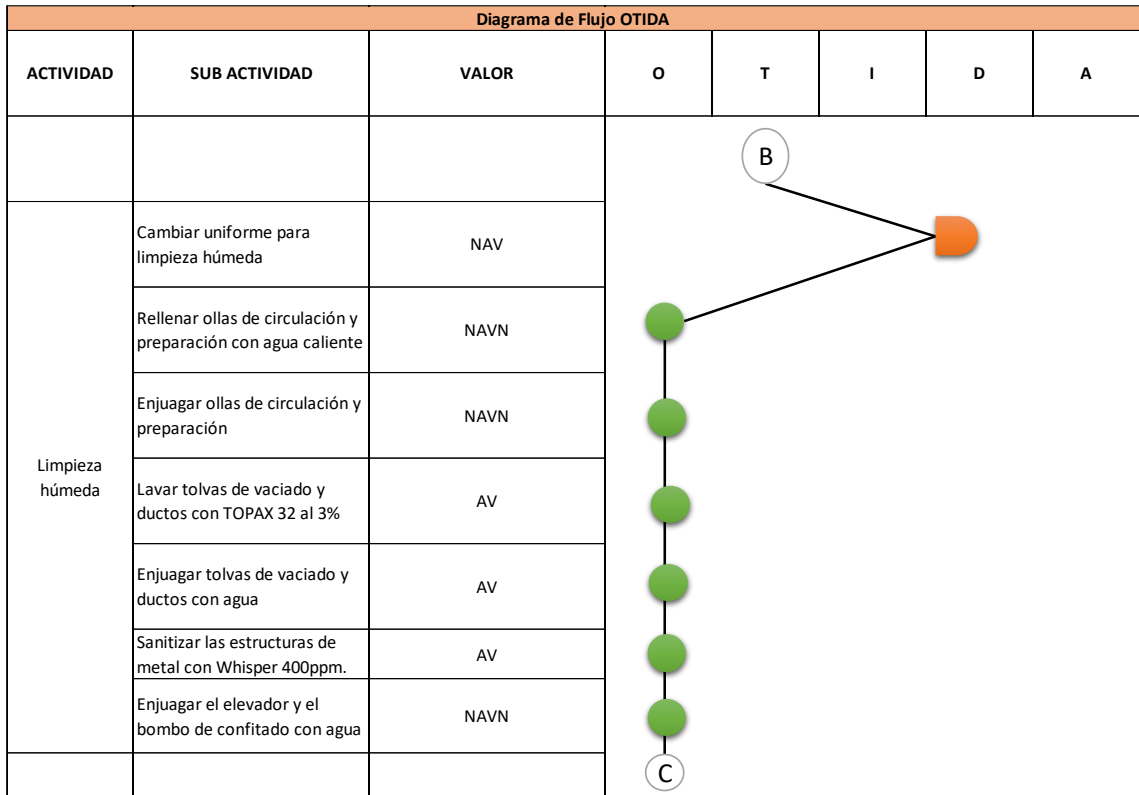 Diagrama de Flujo OTIDA
ACTIVIDAD
SUB ACTIVIDAD
VALOR
O
T
I
D
A
B
Limpieza
húmeda
Cambiar uniforme para
limpieza húmeda
NAV
Rellenar ollas de circulación y
preparación con agua caliente
NAVN
Enjuagar ollas de circulación y
preparación
NAVN
Lavar tolvas de vaciado y
ductos con TOPAX 32 al 3%
AV
Enjuagar tolvas de vaciado y
ductos con agua
AV
Sanitizar las estructuras de
metal con Whisper 400ppm.
AV
Enjuagar el elevador y el
bombo de confitado con agua
NAVN
C